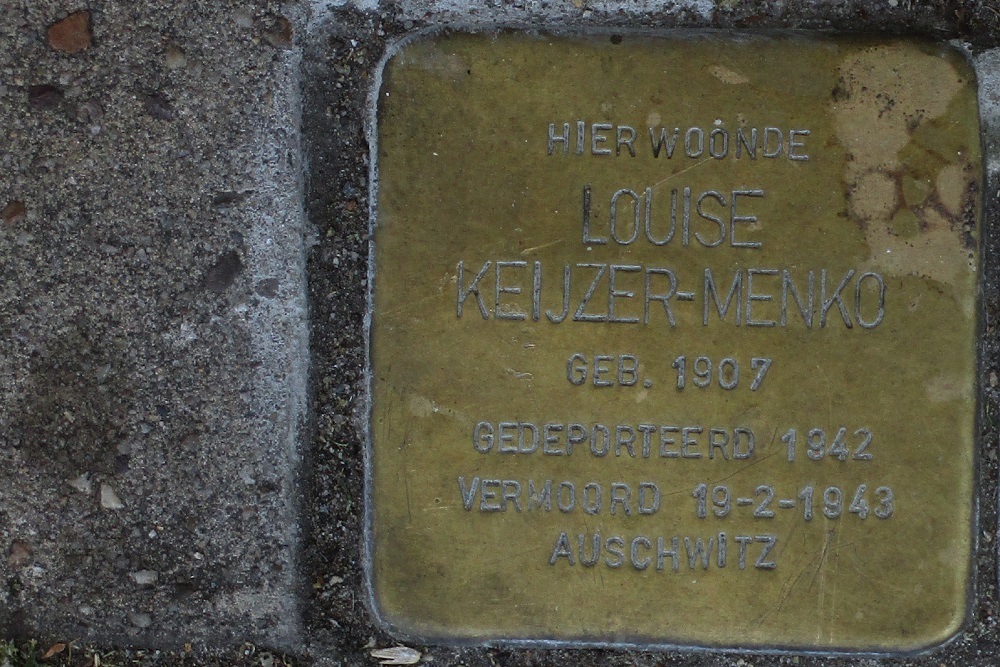 HIER WOONDE
LOUISE
KEIJZER-MENKO
GEB. 1907
GEDEPORTEERD 1942
VERMOORD 19-2-1943
AUSCHWITZ